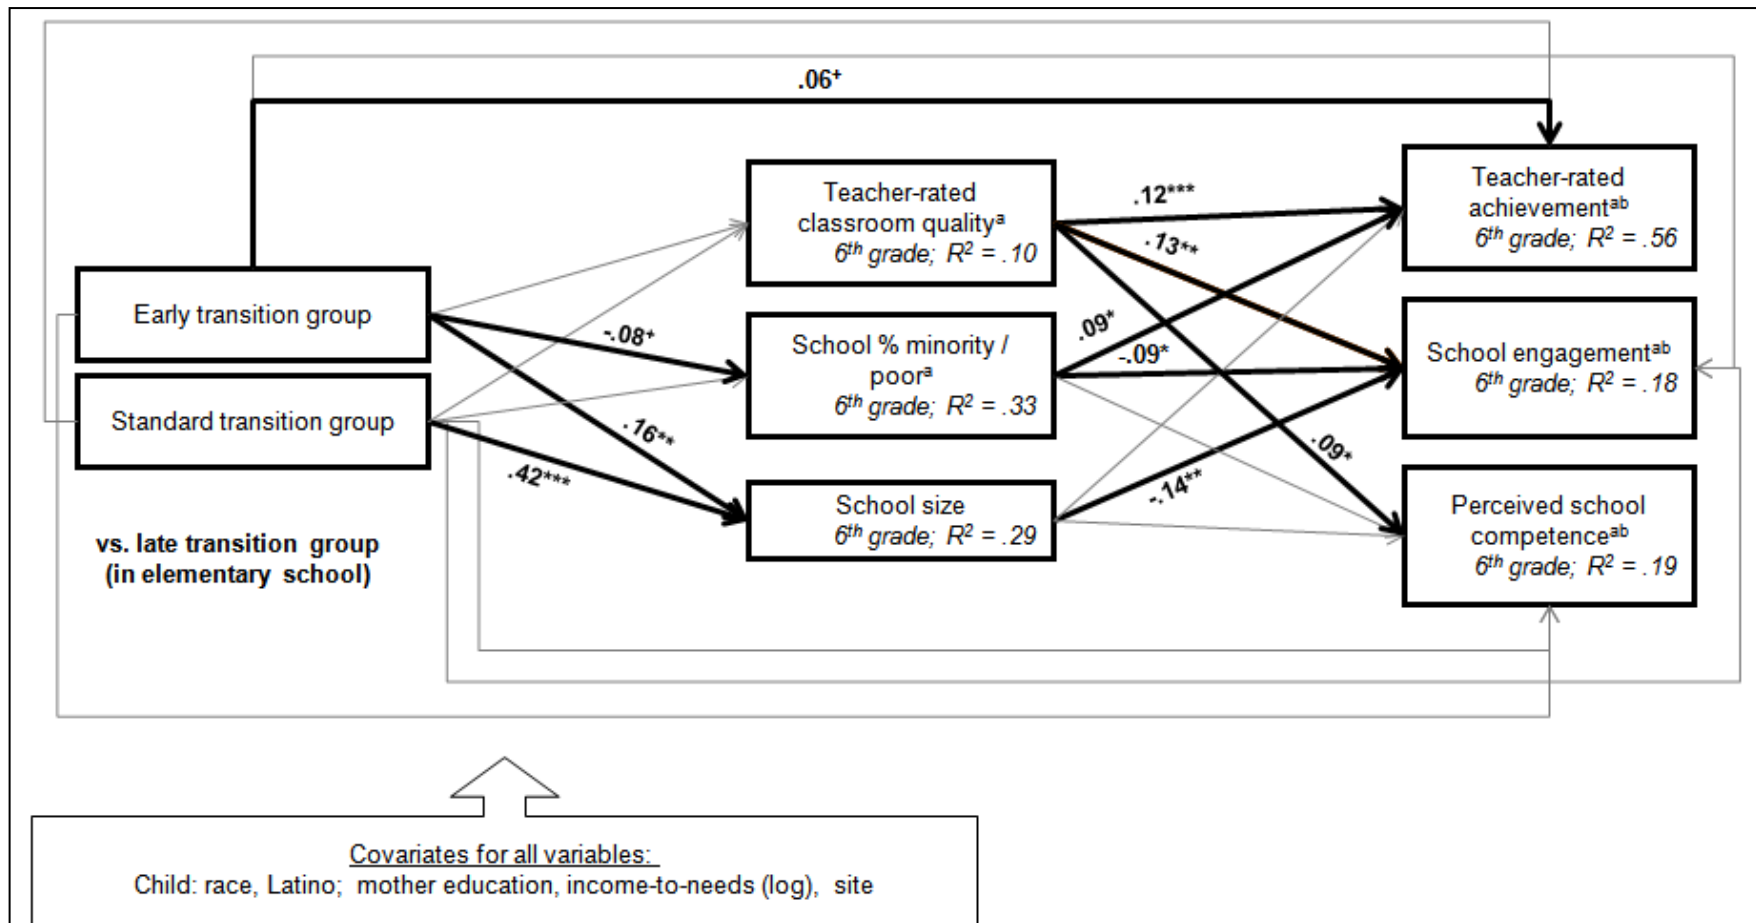 .06⁺
Teacher-rated
classroom qualityᵃ
6ᵗʰ grade; R² = .10
.12***
.13**
Teacher-rated
achievementᵃᵇ
6ᵗʰ grade; R² = .56
Early transition group
-.08⁺
School % minority /
poorᵃ
6ᵗʰ grade; R² = .33
.09*
-.09*
School engagementᵃᵇ
6ᵗʰ grade; R² = .18
Standard transition group
.16**
.42***
School size
6ᵗʰ grade; R² = .29
.09*
-.14**
Perceived school
competenceᵃᵇ
6ᵗʰ grade; R² = .19
vs. late transition group
(in elementary school)
Covariates for all variables:
Child: race, Latino; mother education, income-to-needs (log), site